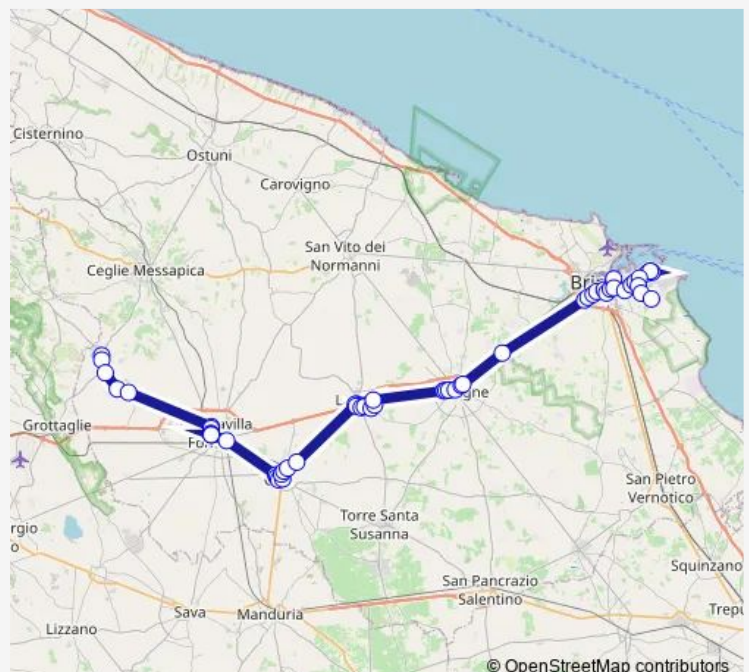 Cisternino
Ostuni
Carovigno
San Vito dei
Normanni
Ceglie Messapica
Grottaglie
Torre Santa
Susanna
San Pietro
Vernotico
San Pancrazio
Salentino
Squinzano
Sava
Manduria
Lizzano
© OpenStreetMap contributors